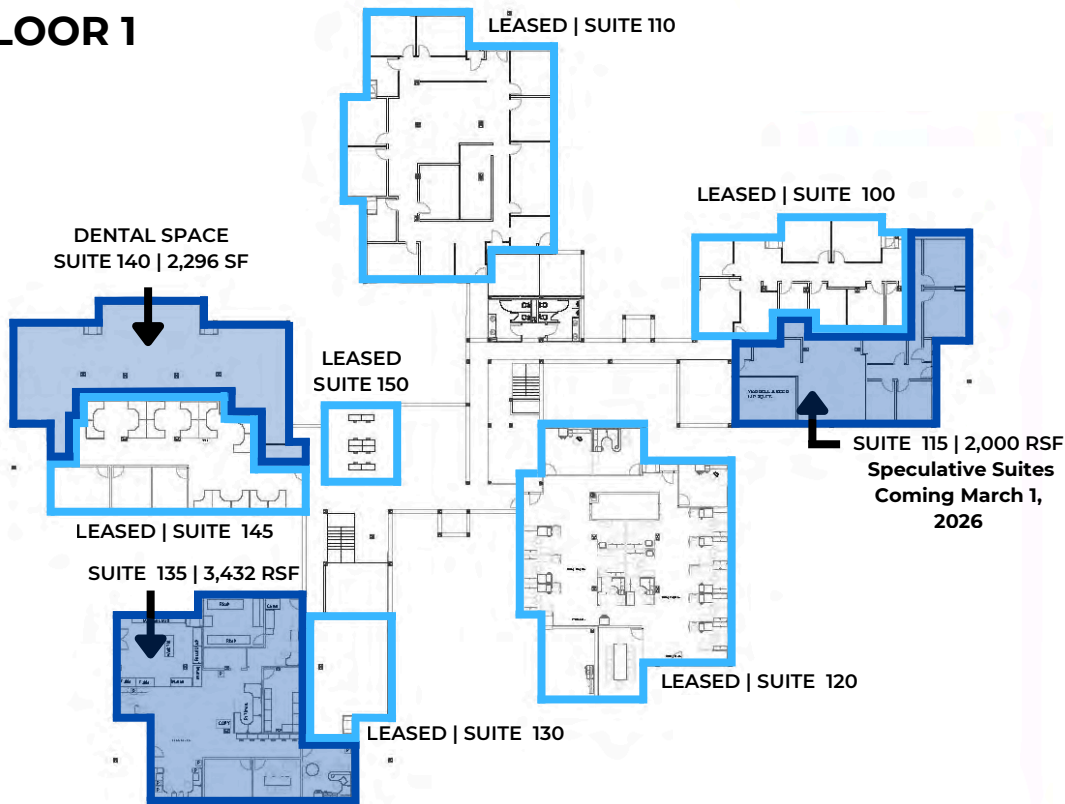 LOOR 1
LEASED | SUITE 110
LEASED | SUITE 100
DENTAL SPACE
SUITE 140 | 2,296 SF
LEASED
SUITE 150
SUITE 115 | 2,000 RSF
Speculative Suites
Coming March 1,
2026
LEASED | SUITE 145
SUITE 135 | 3,432 RSF
COPY
LEASED | SUITE 120
LEASED | SUITE 130